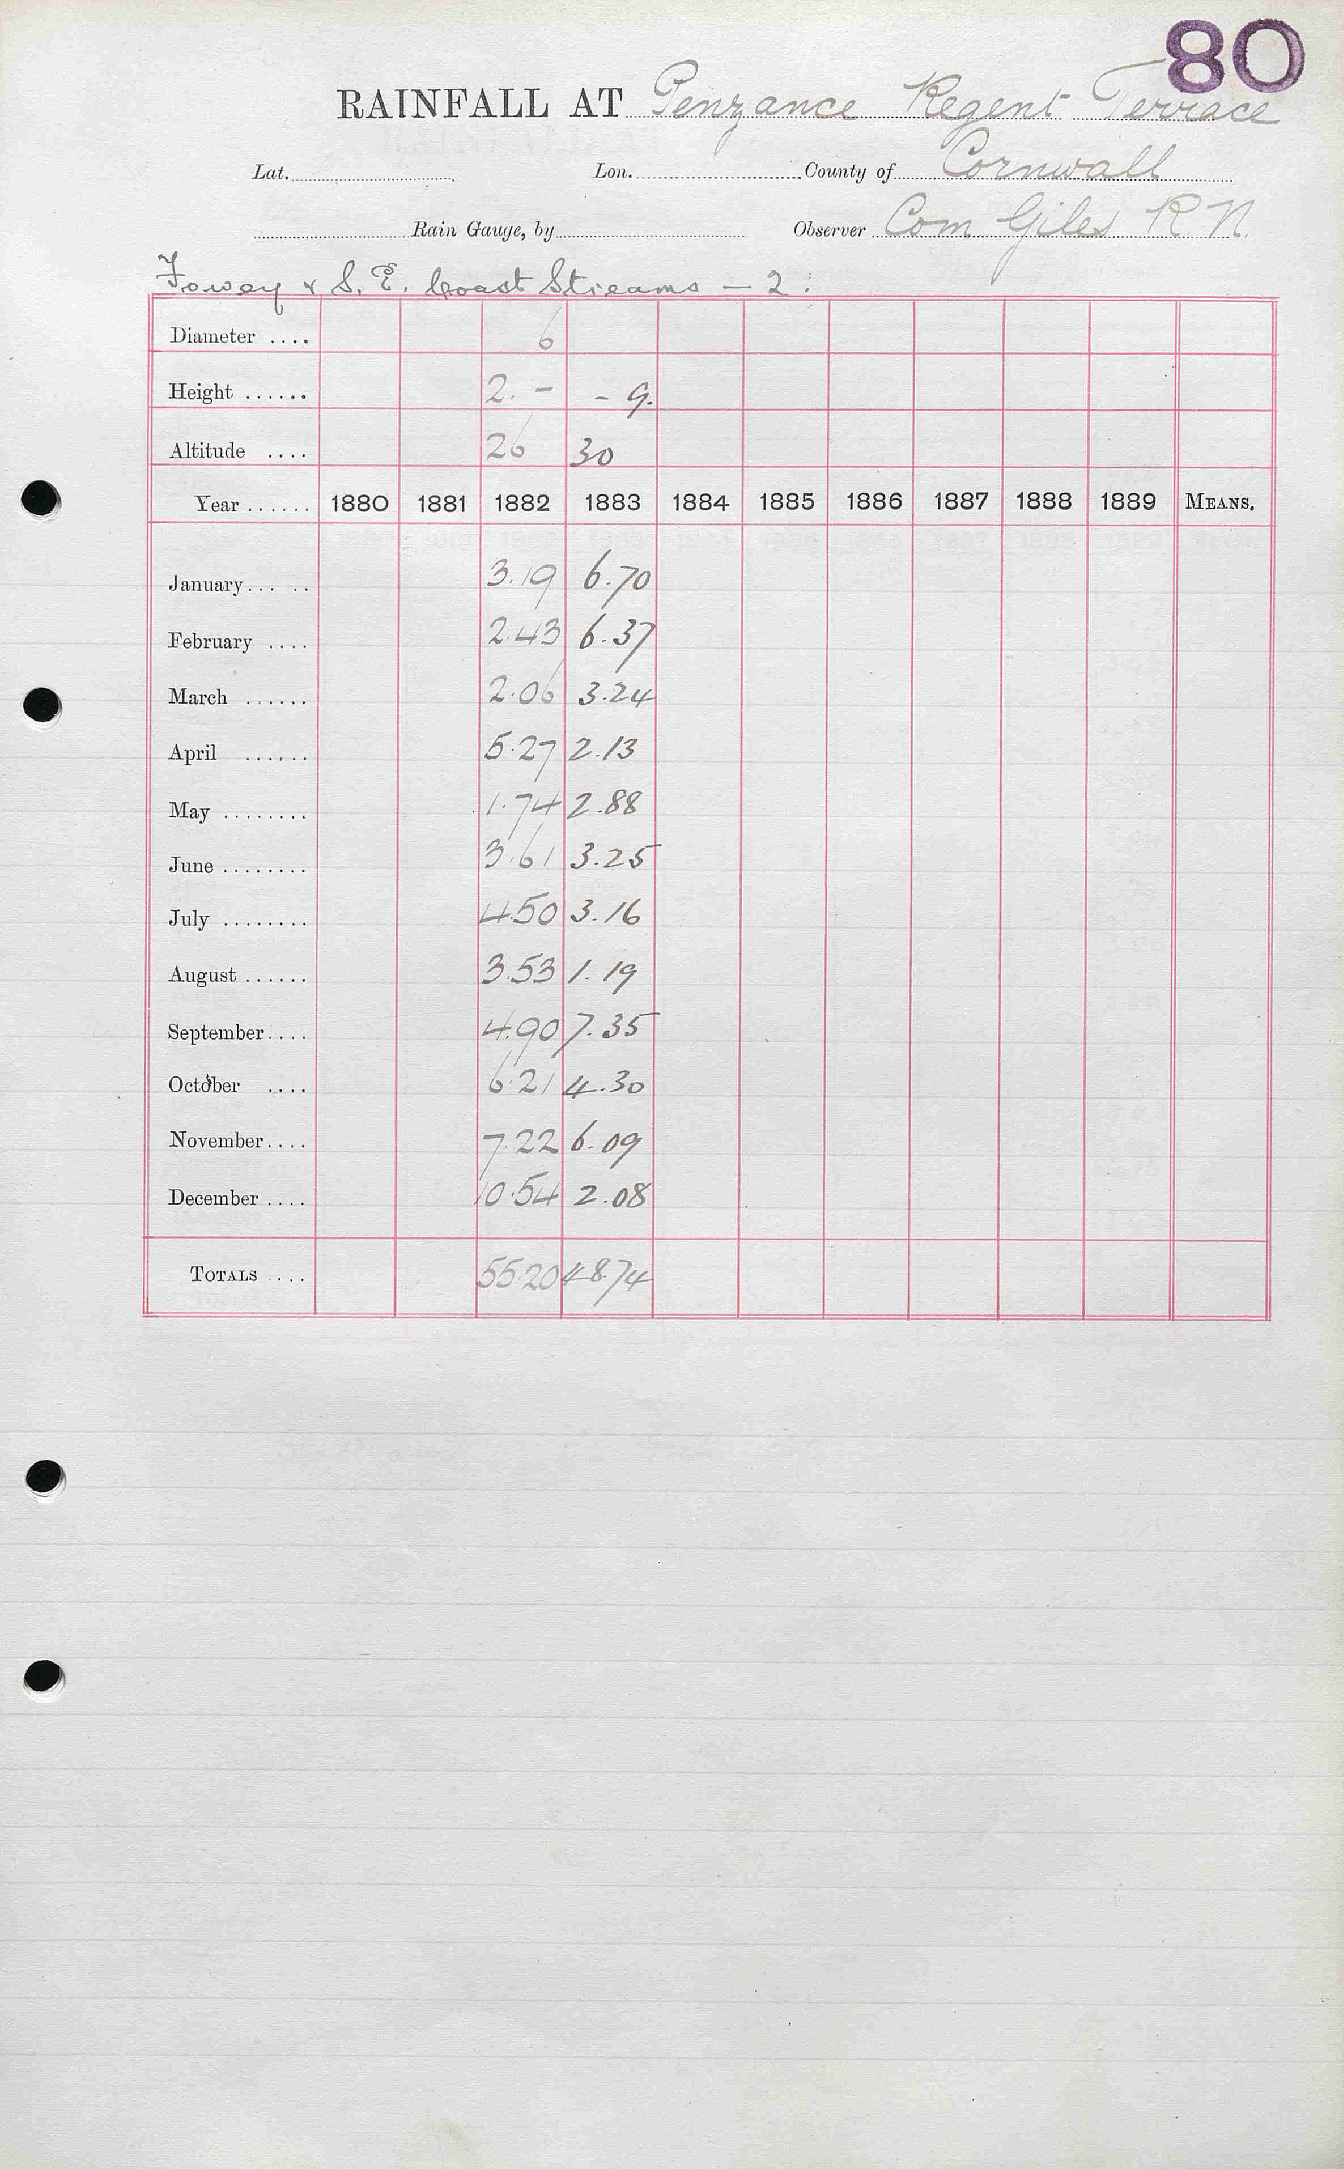 80
RAINFALL AT Penzance Regent Terrace
Lat. Lon. County of Cornwall
Rain Gauge, by Observer Com Giles R N.
Fowey & S. E. Coast Streams — 2.
Diameter .... 6
Height ...... 2. – – 9.
Altitude .... 26 30
Year ...... 1880 1881 1882 1883 1884 1885 1886 1887 1888 1889 MEANS.
January... .. 3.19 6.70
February .... 2.43 6.37
March ...... 2.06 3.24
April ...... 5.27 2.13
May ........ 1.74 2.88
June ........ 3.61 3.25
July ........ 4.50 3.16
August ...... 3.53 1.19
September.... 4.90 7.35
October .... 6.21 4.30
November.... 7.22 6.09
December .... 10.54 2.08
TOTALS .... 55.20 48.74